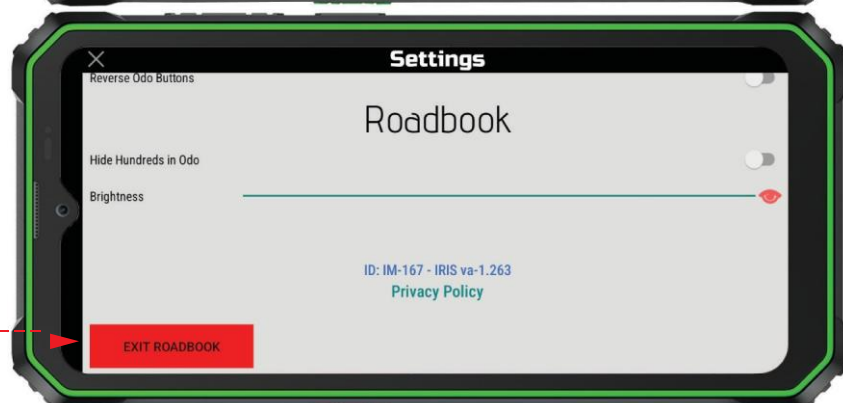 Settings
Reverse Odo Buttons
Roadbook
Hide Hundreds in Odo
Brightness
ID: IM-167 - IRIS va-1.263
Privacy Policy
EXIT ROADBOOK